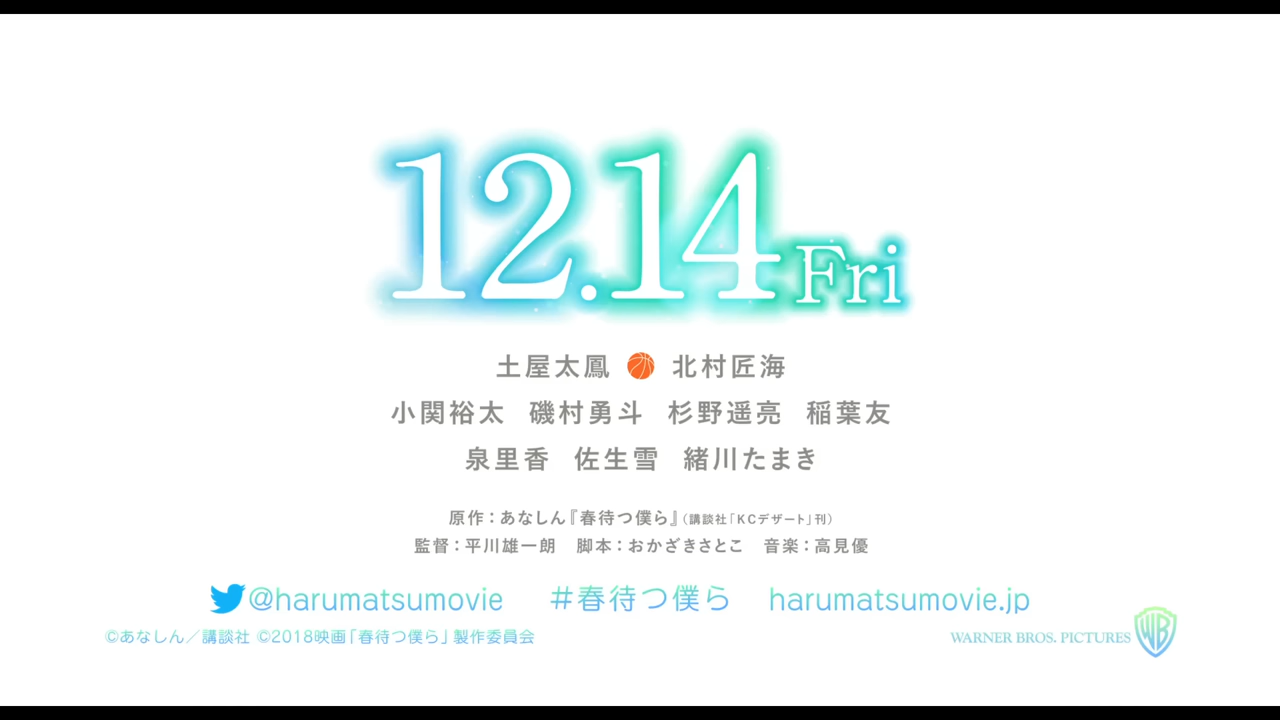 12.14 Fri
土屋太鳳 北村匠海
小関裕太 磯村勇斗 杉野遥亮 稲葉友
泉里香 佐生雪 緒川たまき
原作：あなしん『春待つ僕ら』（講談社「KCデザート」刊）
監督：平川雄一朗 脚本：おかざきさとこ 音楽：高見優
@harumatsumovie #春待つ僕ら harumatsumovie.jp
©あなしん／講談社 ©2018映画「春待つ僕ら」製作委員会
WARNER BROS. PICTURES WB